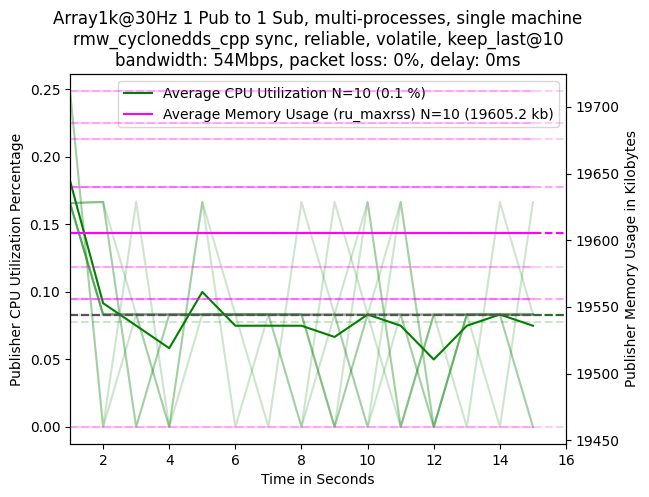 Array1k@30Hz 1 Pub to 1 Sub, multi-processes, single machine
rmw_cyclonedds_cpp sync, reliable, volatile, keep_last@10
bandwidth: 54Mbps, packet loss: 0%, delay: 0ms
Average CPU Utilization N=10 (0.1 %)
Average Memory Usage (ru_maxrss) N=10 (19605.2 kb)
Publisher CPU Utilization Percentage
0.25
0.20
0.15
0.10
0.05
0.00
19700
19650
19600
19550
19500
19450
Publisher Memory Usage in Kilobytes
2 4 6 8 10 12 14 16
Time in Seconds